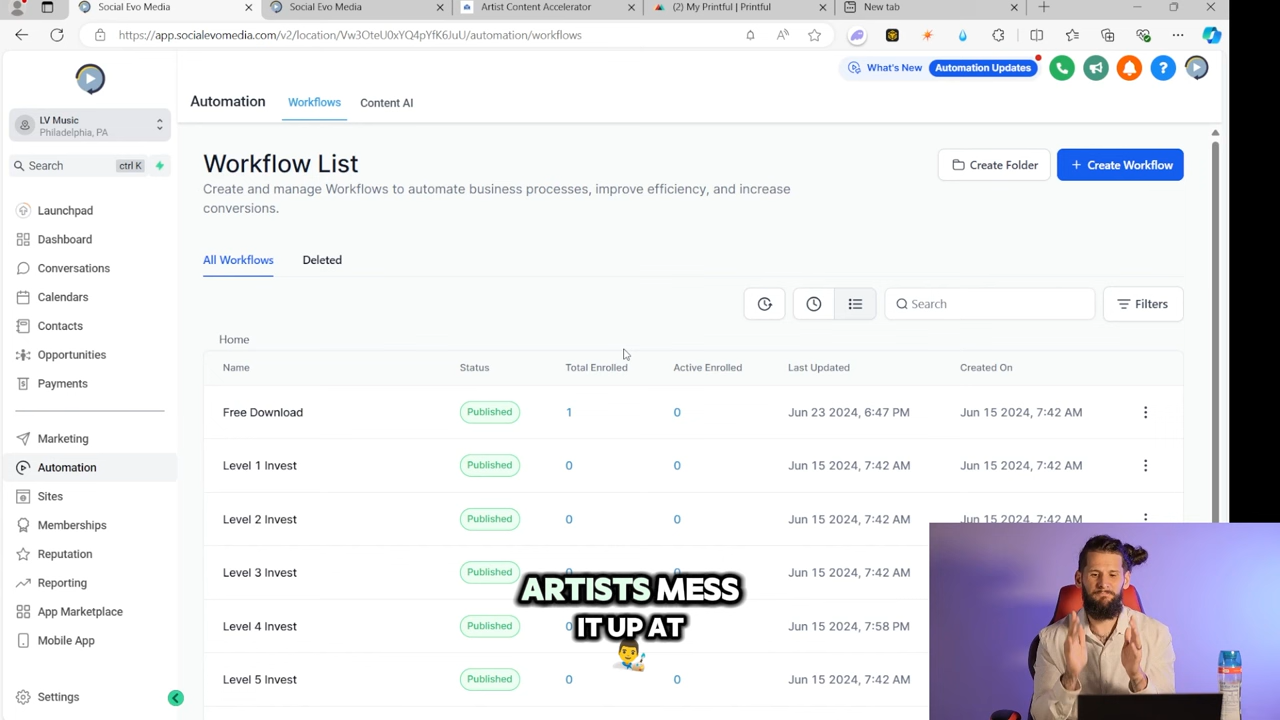 Social Evo Media
Social Evo Media
Artist Content Accelerator
(2) My Printful | Printful
New tab
https://app.socialevomedia.com/v2/location/Vw3OteU0xYQ4pYfK6JuU/automation/workflows
What's New
Automation Updates
LV Music
Philadelphia, PA
Search
ctrl K
Launchpad
Dashboard
Conversations
Calendars
Contacts
Opportunities
Payments
Marketing
Automation
Sites
Memberships
Reputation
Reporting
App Marketplace
Mobile App
Settings
Automation
Workflows
Content AI
Workflow List
Create and manage Workflows to automate business processes, improve efficiency, and increase
conversions.
Create Folder
+ Create Workflow
All Workflows
Deleted
Search
Filters
Home
Name Status Total Enrolled Active Enrolled Last Updated Created On
Free Download Published 1 0 Jun 23 2024, 6:47 PM Jun 15 2024, 7:42 AM
Level 1 Invest Published 0 0 Jun 15 2024, 7:42 AM Jun 15 2024, 7:42 AM
Level 2 Invest Published 0 0 Jun 15 2024, 7:42 AM Jun 15 2024, 7:42 AM
Level 3 Invest Published 0 Jun 15 2024, 7:42 AM
Level 4 Invest Published 0 Jun 15 2024, 7:58 PM
Level 5 Invest Published 0 0 Jun 15 2024, 7:42 AM
ARTISTS MESS
IT UP AT